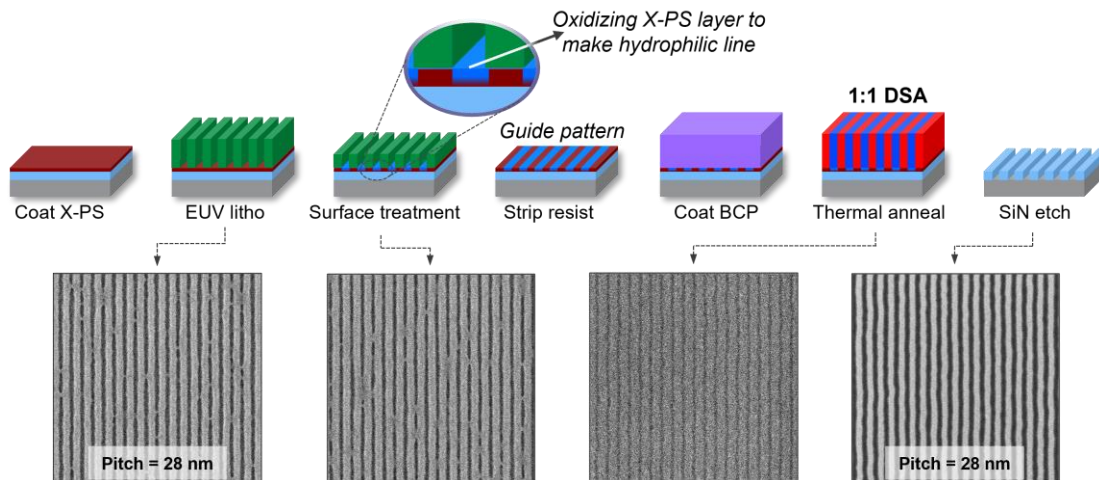 Oxidizing X-PS layer to
make hydrophilic line
1:1 DSA
Guide pattern
Coat X-PS
EUV litho
Surface treatment
Strip resist
Coat BCP
Thermal anneal
SiN etch
Pitch = 28 nm
Pitch = 28 nm